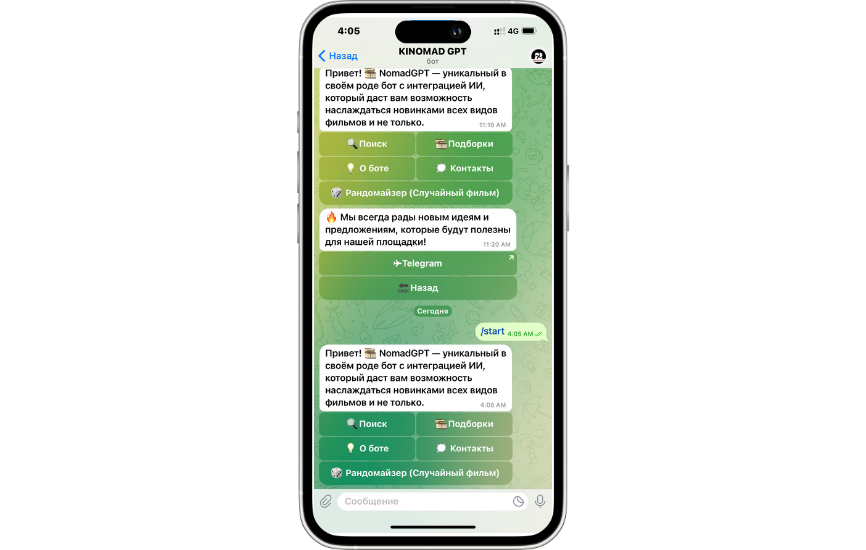 4:05
4G
Назад
KINOMAD GPT
бот
Привет! NomadGPT — уникальный в
своём роде бот с интеграцией ИИ,
который даст вам возможность
наслаждаться новинками всех видов
фильмов и не только.
11:19 AM
Поиск
Подборки
О боте
Контакты
Рандомайзер (Случайный фильм)
Мы всегда рады новым идеям и
предложениям, которые будут полезны
для нашей площадки!
11:20 AM
Telegram
Назад
Сегодня
/start 4:05 AM
Привет! NomadGPT — уникальный в
своём роде бот с интеграцией ИИ,
который даст вам возможность
наслаждаться новинками всех видов
фильмов и не только.
4:05 AM
Поиск
Подборки
О боте
Контакты
Рандомайзер (Случайный фильм)
Сообщение